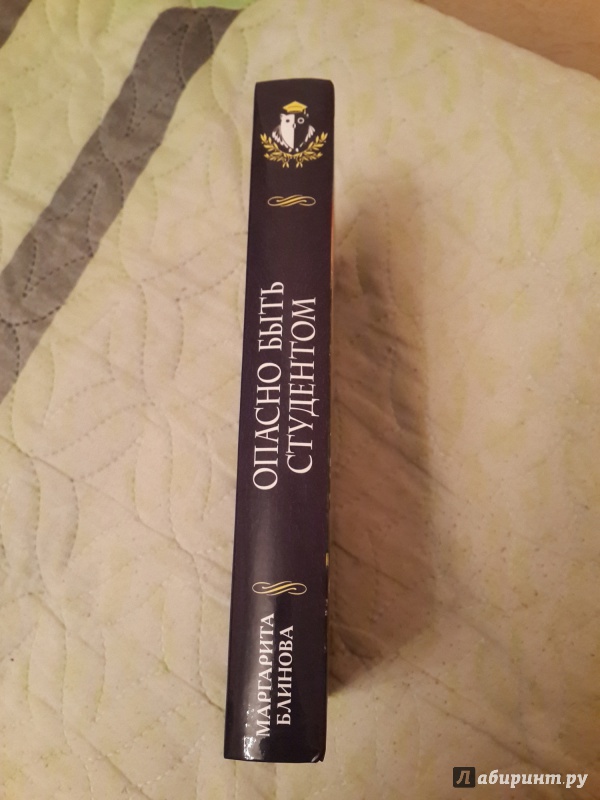 ОПАСНО БЫТЬ
СТУДЕНТОМ
МАРГАРИТА
БЛИНОВА
Лабиринт.ру